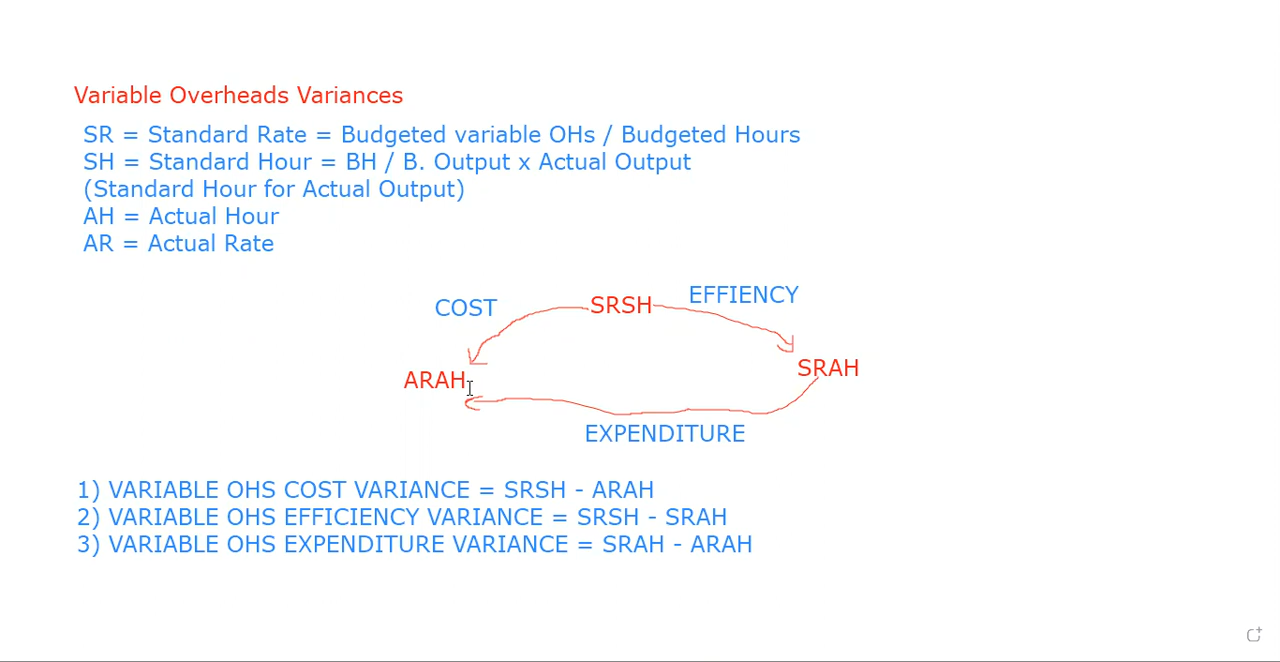 Variable Overheads Variances
SR = Standard Rate = Budgeted variable OHs / Budgeted Hours
SH = Standard Hour = BH / B. Output x Actual Output
(Standard Hour for Actual Output)
AH = Actual Hour
AR = Actual Rate
COST
SRSH
EFFIENCY
ARAH
SRAH
EXPENDITURE
1) VARIABLE OHS COST VARIANCE = SRSH - ARAH
2) VARIABLE OHS EFFICIENCY VARIANCE = SRSH - SRAH
3) VARIABLE OHS EXPENDITURE VARIANCE = SRAH - ARAH